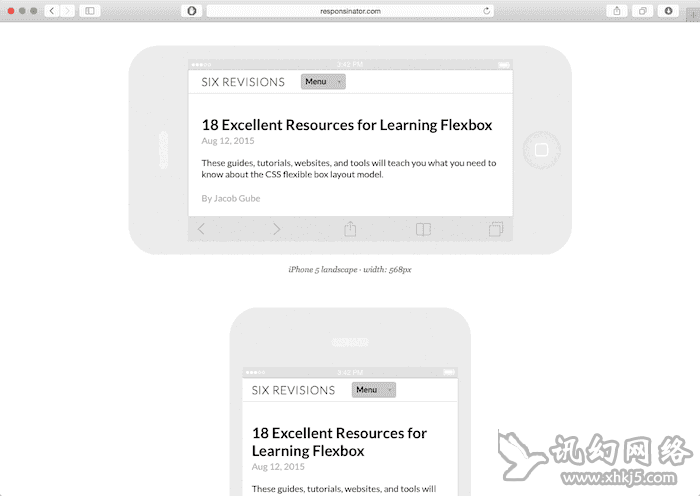 responsinator.com
3:42 PM
SIX REVISIONS
Menu
18 Excellent Resources for Learning Flexbox
Aug 12, 2015
These guides, tutorials, websites, and tools will teach you what you need to
know about the CSS flexible box layout model.
By Jacob Gube
iPhone 5 landscape · width: 568px
3:42 PM
SIX REVISIONS
Menu
18 Excellent Resources for
Learning Flexbox
Aug 12, 2015
These guides, tutorials, websites, and tools will
讯幻网络
www.xhkj5.com